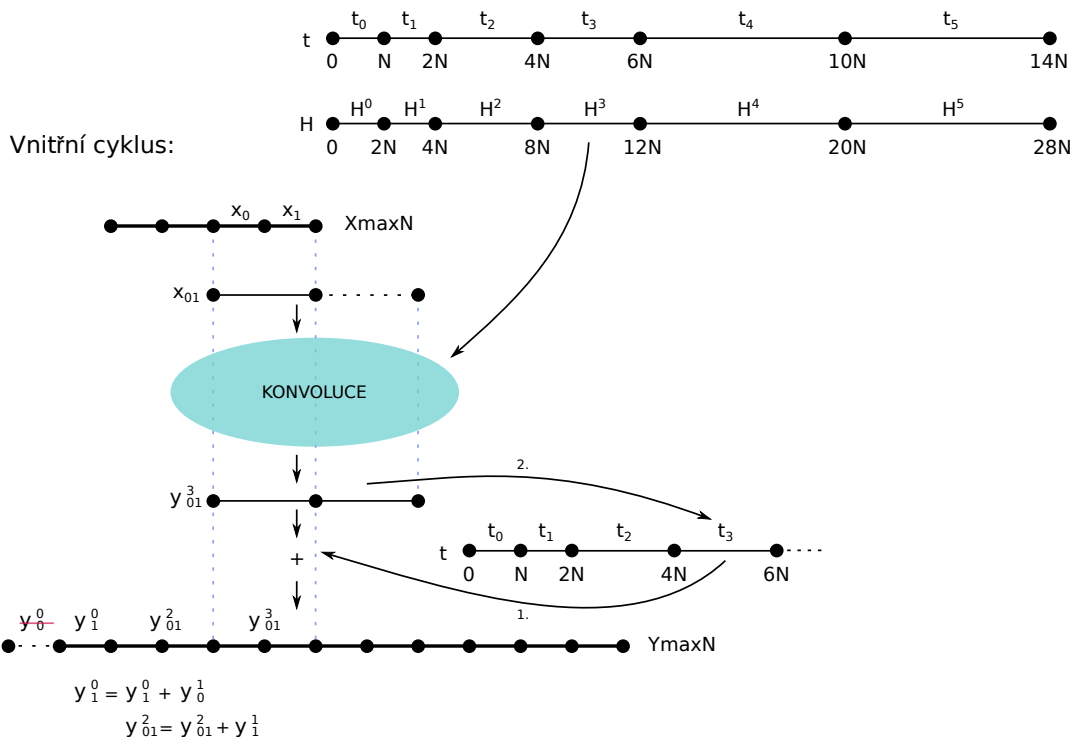 t₀ t₁ t₂ t₃ t₄ t₅
t
0 N 2N 4N 6N 10N 14N
H⁰ H¹ H² H³ H⁴ H⁵
H
0 2N 4N 8N 12N 20N 28N
Vnitřní cyklus:
x₀ x₁
XmaxN
x₀₁
KONVOLUCE
2.
y³₀₁
t₀ t₁ t₂ t₃
t
0 N 2N 4N 6N
+
1.
y⁰₀ y⁰₁ y²₀₁ y³₀₁
YmaxN
y⁰₁ = y⁰₁ + y¹₀
y²₀₁ = y²₀₁ + y¹₁